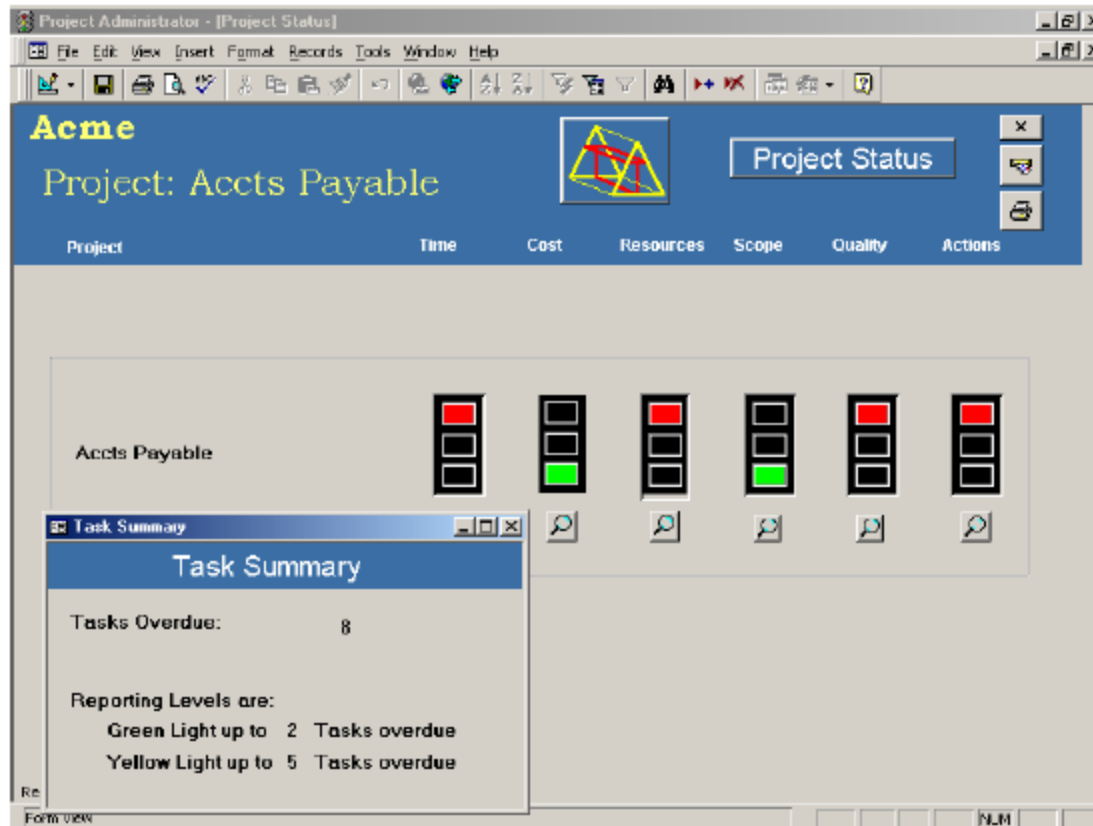 Project Administrator - [Project Status]
File Edit View Insert Format Records Tools Window Help
Acme
Project: Accts Payable
Project Status
Project Time Cost Resources Scope Quality Actions
Accts Payable
Task Summary
Task Summary
Tasks Overdue: 8
Reporting Levels are:
Green Light up to 2 Tasks overdue
Yellow Light up to 5 Tasks overdue
Re
Form View NUM